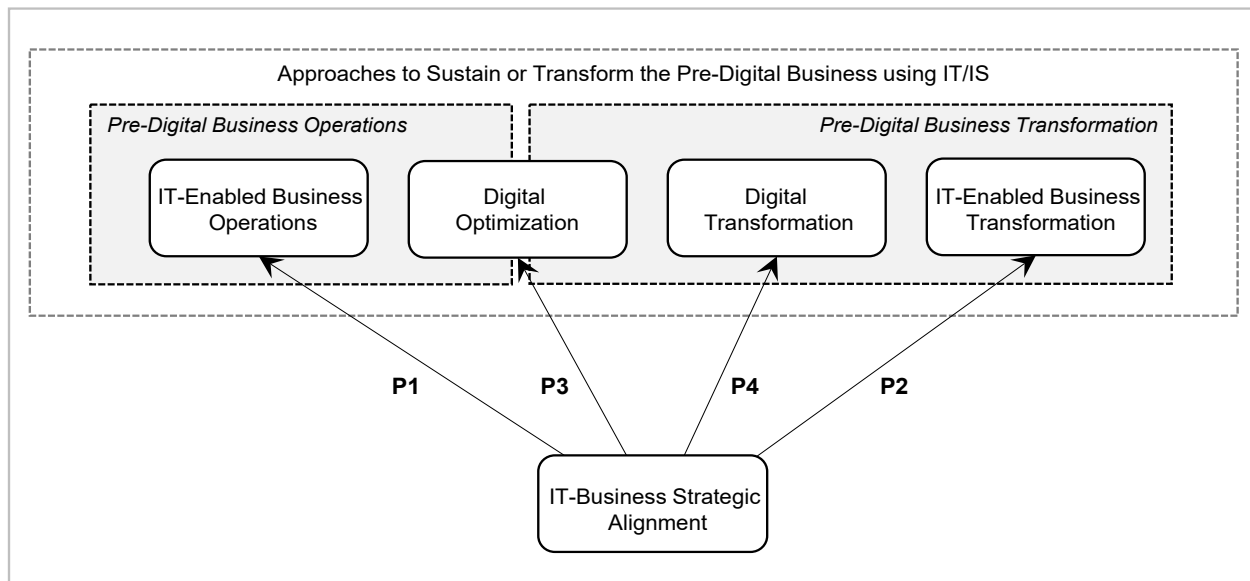 Approaches to Sustain or Transform the Pre-Digital Business using IT/IS
Pre-Digital Business Operations
Pre-Digital Business Transformation
IT-Enabled Business
Operations
Digital
Optimization
Digital
Transformation
IT-Enabled Business
Transformation
P1
P3
P4
P2
IT-Business Strategic
Alignment